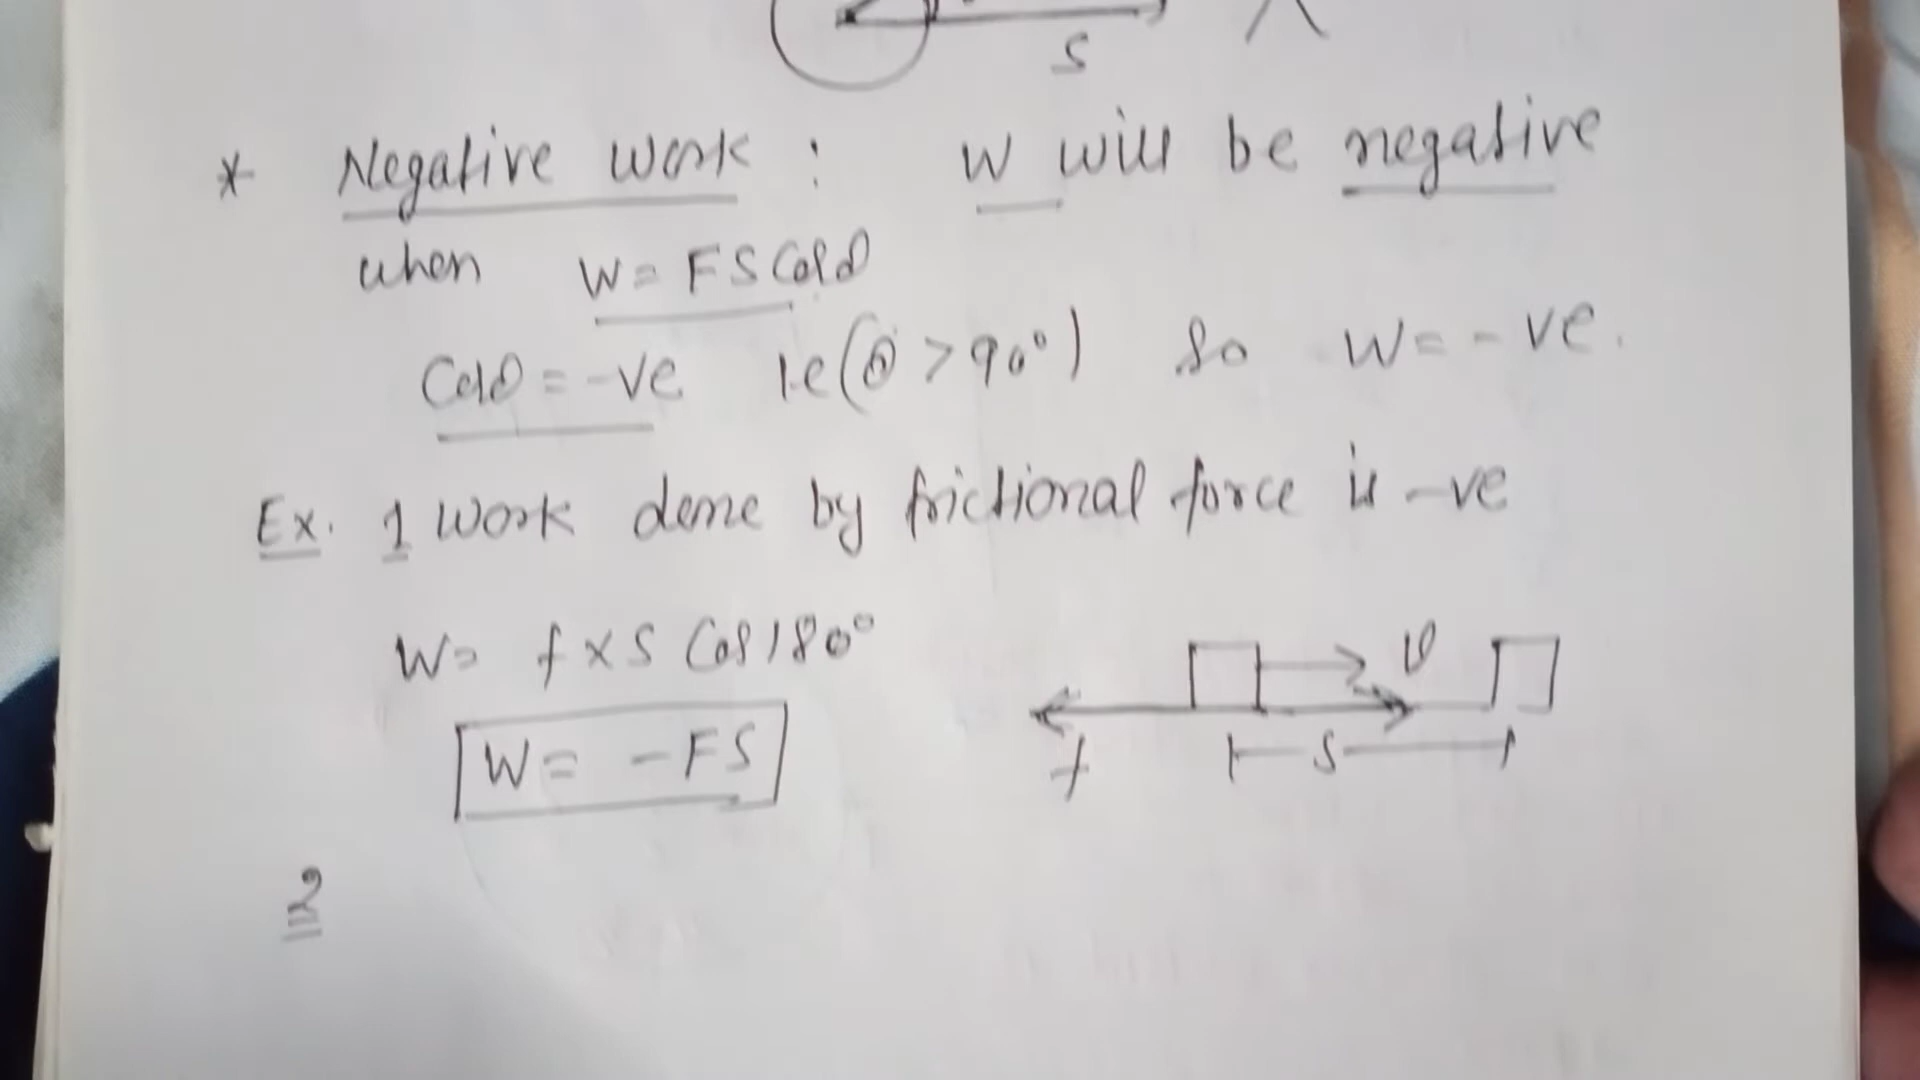 S
* Negative work : W will be negative
when W = FS Cosθ
Cosθ = -ve i.e (θ > 90°) So W = - ve.
Ex. 1 Work done by frictional force is -ve
W = f x S Cos 180°
v
W = - FS
f S
2